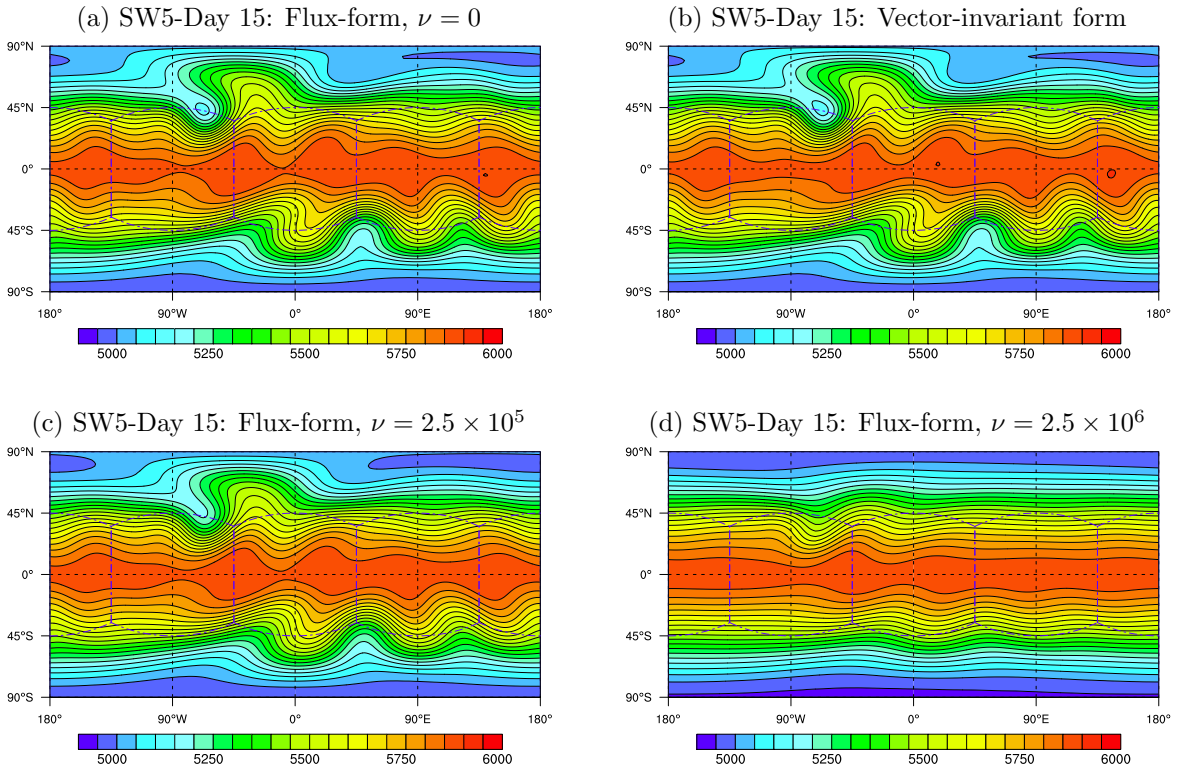 (a) SW5-Day 15: Flux-form, ν = 0
90°N
45°N
0°
45°S
90°S
180° 90°W 0° 90°E 180°
5000 5250 5500 5750 6000
(b) SW5-Day 15: Vector-invariant form
90°N
45°N
0°
45°S
90°S
180° 90°W 0° 90°E 180°
5000 5250 5500 5750 6000
(c) SW5-Day 15: Flux-form, ν = 2.5 × 10⁵
90°N
45°N
0°
45°S
90°S
180° 90°W 0° 90°E 180°
5000 5250 5500 5750 6000
(d) SW5-Day 15: Flux-form, ν = 2.5 × 10⁶
90°N
45°N
0°
45°S
90°S
180° 90°W 0° 90°E 180°
5000 5250 5500 5750 6000